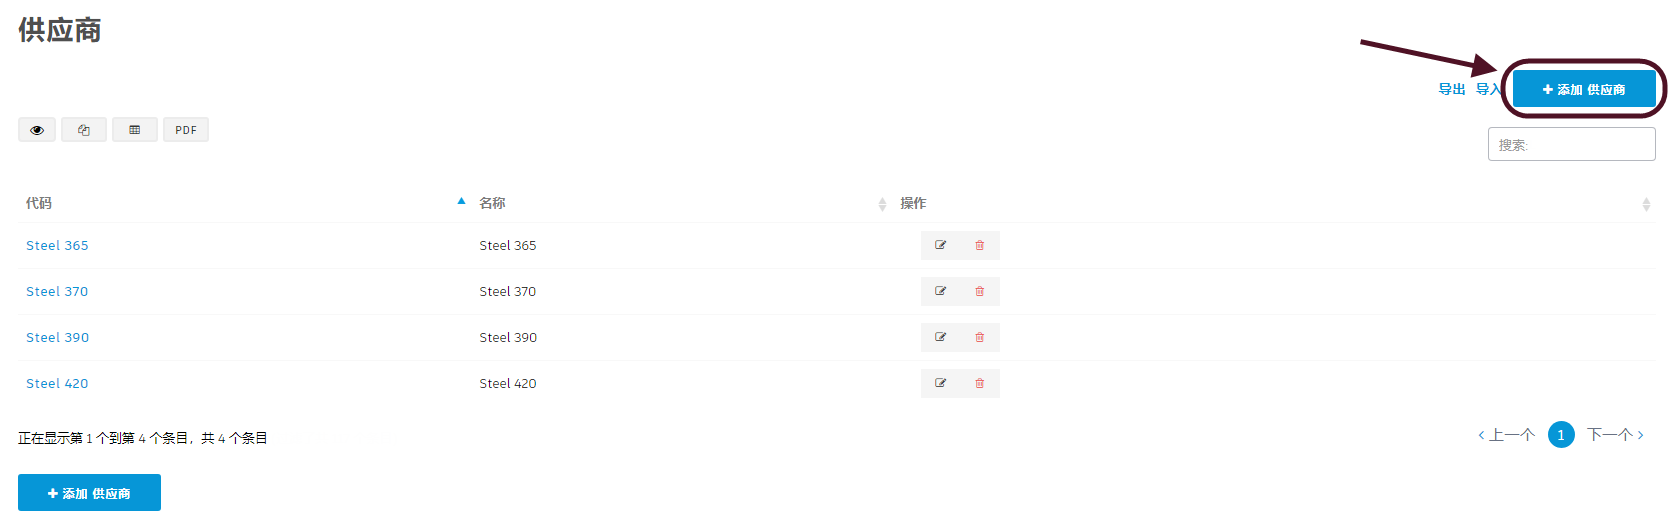 供应商
导出 导入 添加 供应商
PDF
搜索:
代码 名称 操作
Steel 365 Steel 365
Steel 370 Steel 370
Steel 390 Steel 390
Steel 420 Steel 420
正在显示第 1 个到第 4 个条目，共 4 个条目
上一个 1 下一个
添加 供应商